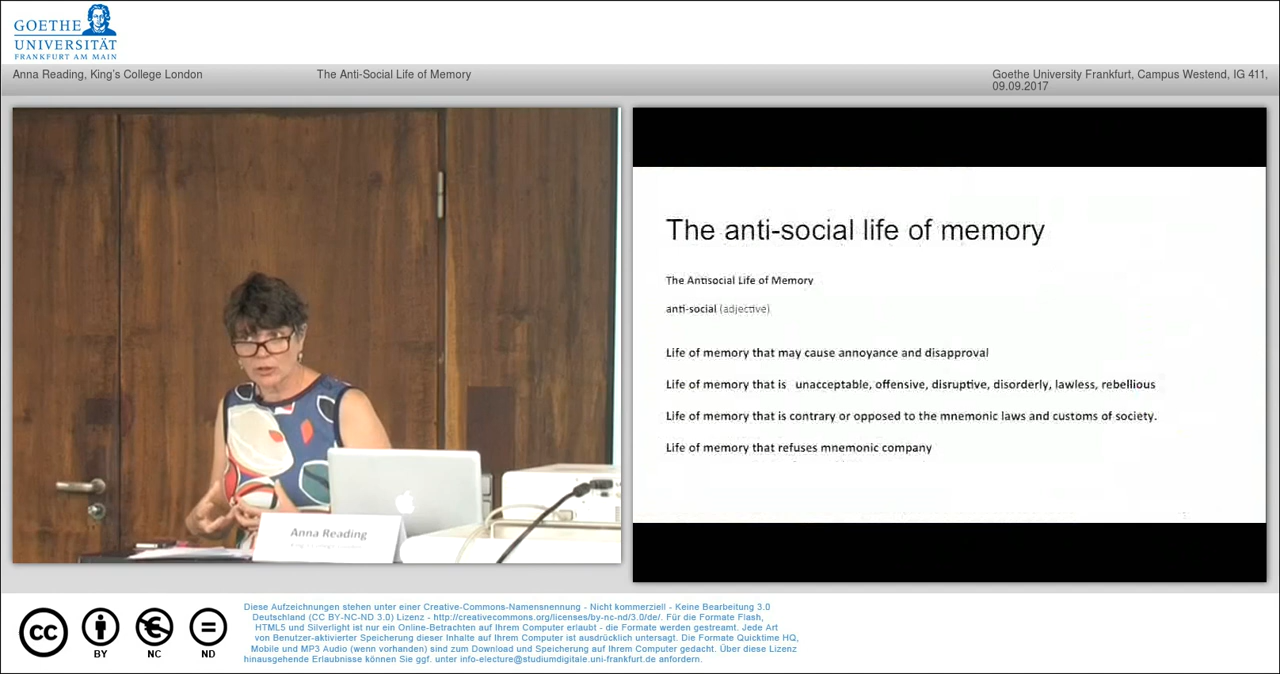 GOETHE
UNIVERSITÄT
FRANKFURT AM MAIN
Anna Reading, King's College London
The Anti-Social Life of Memory
Goethe University Frankfurt, Campus Westend, IG 411,
09.09.2017
The anti-social life of memory
The Antisocial Life of Memory
anti-social (adjective)
Life of memory that may cause annoyance and disapproval
Life of memory that is unacceptable, offensive, disruptive, disorderly, lawless, rebellious
Life of memory that is contrary or opposed to the mnemonic laws and customs of society.
Life of memory that refuses mnemonic company
Anna Reading
cc
BY
NC
ND
Diese Aufzeichnungen stehen unter einer Creative-Commons-Namensnennung - Nicht kommerziell - Keine Bearbeitung 3.0
Deutschland (CC BY-NC-ND 3.0) Lizenz - http://creativecommons.org/licenses/by-nc-nd/3.0/de/. Für die Formate Flash,
HTML5 und Silverlight ist nur ein Online-Betrachten auf Ihrem Computer erlaubt - die Formate werden gestreamt. Jede Art
von Benutzer-aktivierter Speicherung dieser Inhalte auf Ihrem Computer ist ausdrücklich untersagt. Die Formate Quicktime HQ,
Mobile und MP3 Audio (wenn vorhanden) sind zum Download und Speicherung auf Ihrem Computer gedacht. Über diese Lizenz
hinausgehende Erlaubnisse können Sie ggf. unter info-electure@studiumdigitale.uni-frankfurt.de anfordern.